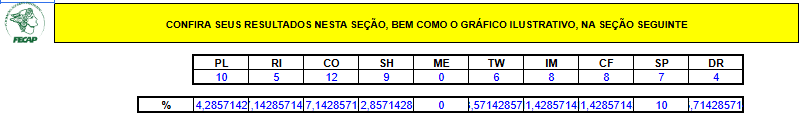 CONFIRA SEUS RESULTADOS NESTA SEÇÃO, BEM COMO O GRÁFICO ILUSTRATIVO, NA SEÇÃO SEGUINTE
FECAP
PL RI CO SH ME TW IM CF SP DR
10 5 12 9 0 6 8 8 7 4
% 4,2857142 ,14285714 7,1428571 2,8571428 0 ,57142857 1,4285714 1,4285714 10 ,71428571